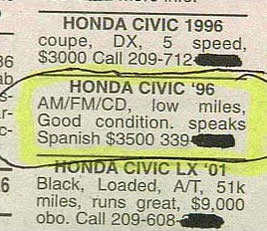 HONDA CIVIC 1996
coupe, DX, 5 speed,
$3000 Call 209-712-
HONDA CIVIC '96
AM/FM/CD, low miles,
Good condition. speaks
Spanish $3500 339-
HONDA CIVIC LX '01
Black, Loaded, A/T, 51k
miles, runs great, $9,000
obo. Call 209-608-